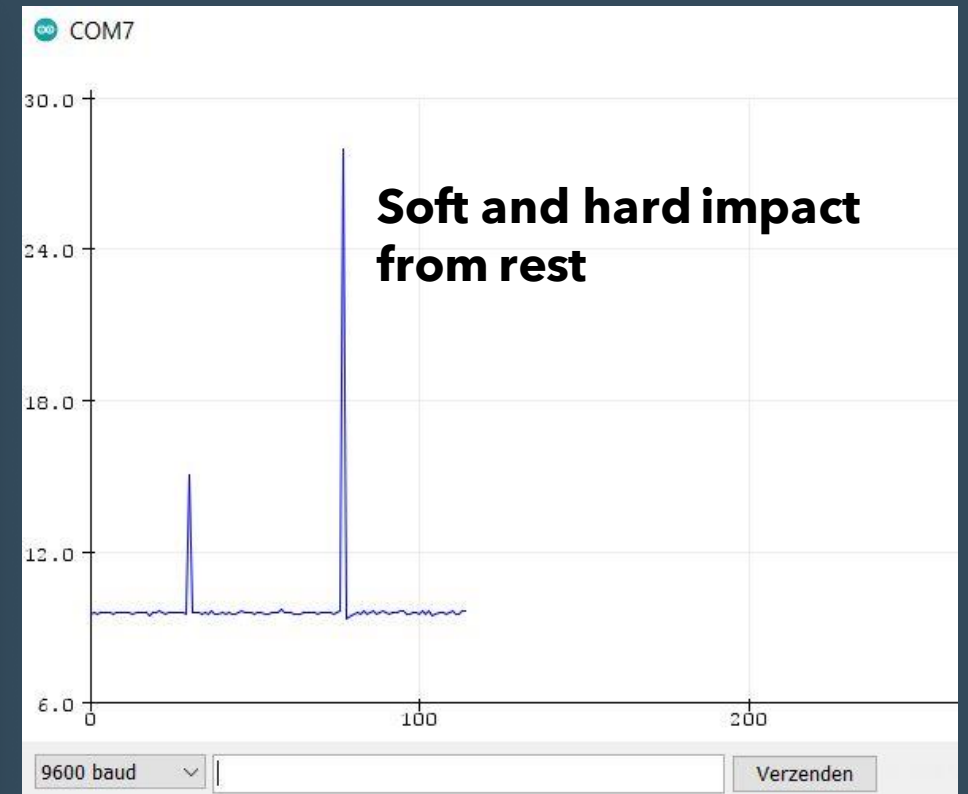 COM7
30.0
Soft and hard impact
from rest
24.0
18.0
12.0
6.0
0 100 200
9600 baud Verzenden